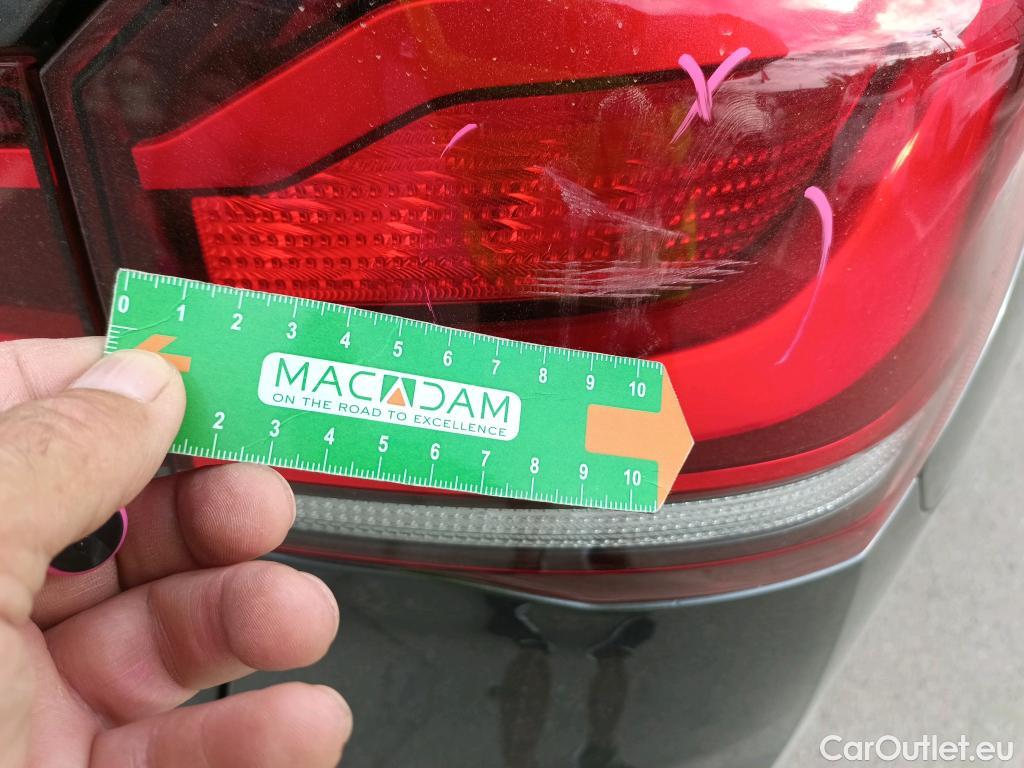 0 1 2 3 4 5 6 7 8 9 10
MACADAM
ON THE ROAD TO EXCELLENCE
2 3 4 5 6 7 8 9 10
CarOutlet.eu